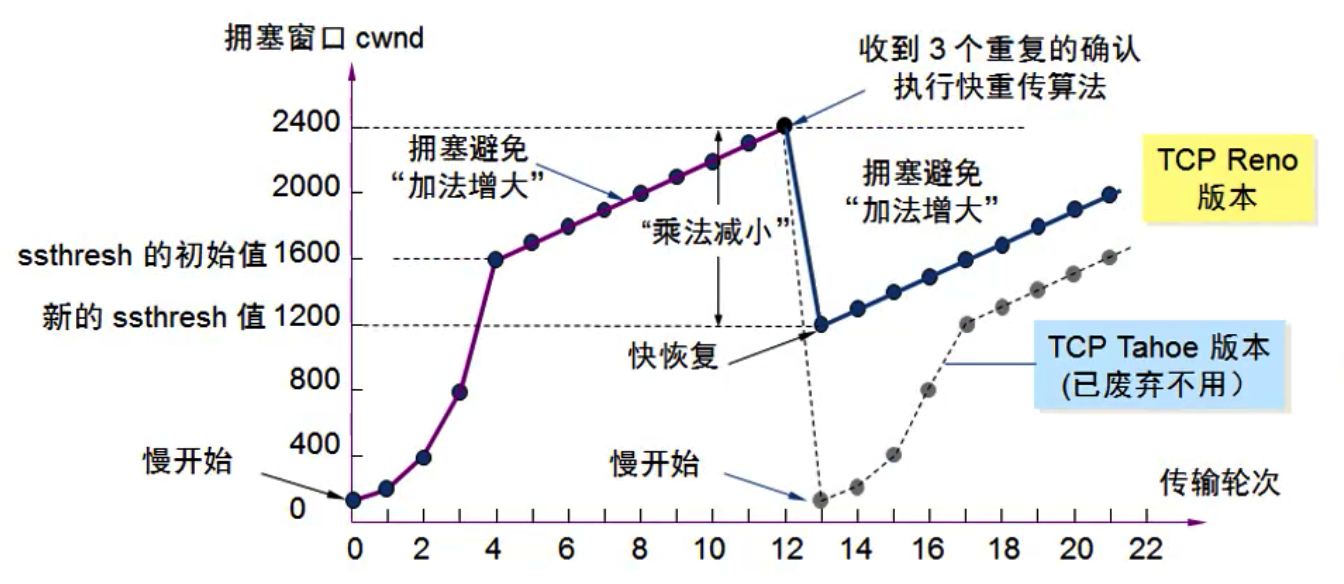 拥塞窗口 cwnd
收到 3 个重复的确认
执行快重传算法
2400
拥塞避免
“加法增大”
拥塞避免
“加法增大”
TCP Reno
版本
2000
“乘法减小”
ssthresh 的初始值 1600
新的 ssthresh 值 1200
快恢复
TCP Tahoe 版本
(已废弃不用）
800
400
慢开始
慢开始
传输轮次
0
0 2 4 6 8 10 12 14 16 18 20 22